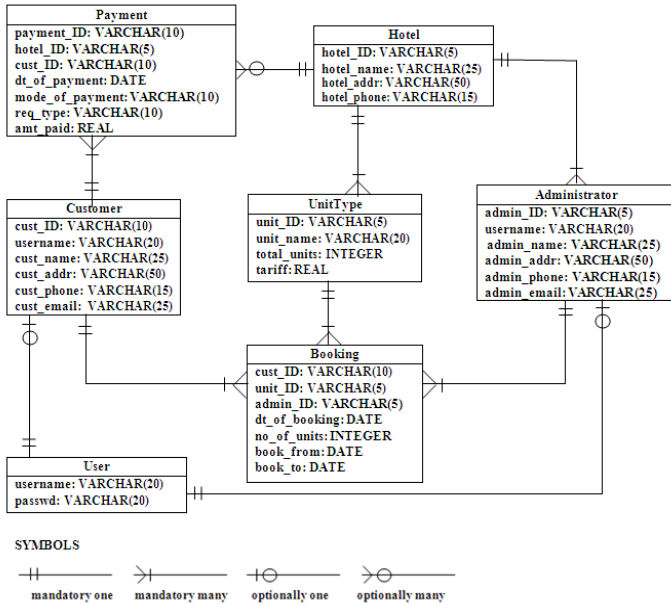 Payment
payment_ID: VARCHAR(10)
hotel_ID: VARCHAR(5)
cust_ID: VARCHAR(10)
dt_of_payment: DATE
mode_of_payment: VARCHAR(10)
req_type: VARCHAR(10)
amt_paid: REAL
Hotel
hotel_ID: VARCHAR(5)
hotel_name: VARCHAR(25)
hotel_addr: VARCHAR(50)
hotel_phone: VARCHAR(15)
Customer
cust_ID: VARCHAR(10)
username: VARCHAR(20)
cust_name: VARCHAR(25)
cust_addr: VARCHAR(50)
cust_phone: VARCHAR(15)
cust_email: VARCHAR(25)
UnitType
unit_ID: VARCHAR(5)
unit_name: VARCHAR(20)
total_units: INTEGER
tariff: REAL
Administrator
admin_ID: VARCHAR(5)
username: VARCHAR(20)
admin_name: VARCHAR(25)
admin_addr: VARCHAR(50)
admin_phone: VARCHAR(15)
admin_email: VARCHAR(25)
Booking
cust_ID: VARCHAR(10)
unit_ID: VARCHAR(5)
admin_ID: VARCHAR(5)
dt_of_booking: DATE
no_of_units: INTEGER
book_from: DATE
book_to: DATE
User
username: VARCHAR(20)
passwd: VARCHAR(20)
SYMBOLS
mandatory one
mandatory many
optionally one
optionally many